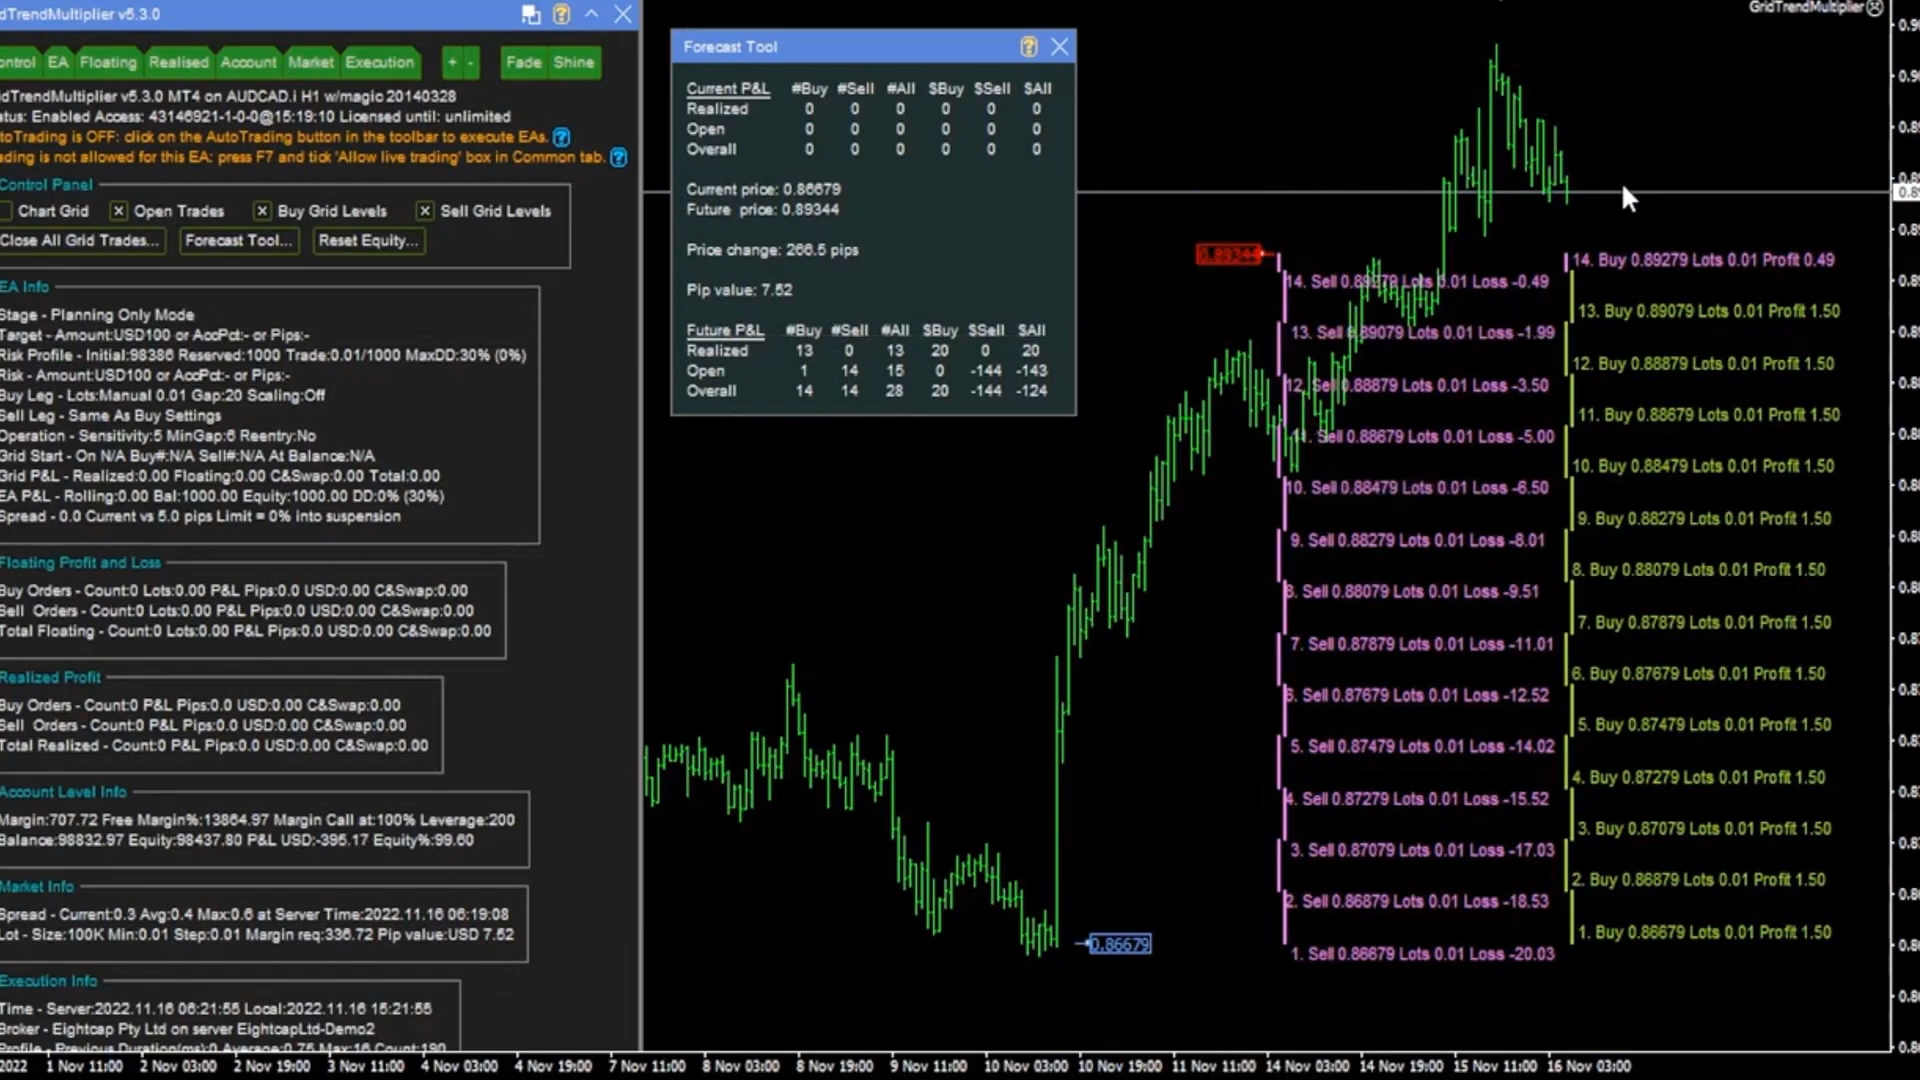 dTrendMultiplier v5.3.0
ontrol EA Floating Realised Account Market Execution + - Fade Shine
dTrendMultiplier v5.3.0 MT4 on AUDCAD.i H1 w/magic 20140328
atus: Enabled Access: 43146921-1-0-0@15:19:10 Licensed until: unlimited
toTrading is OFF: click on the AutoTrading button in the toolbar to execute EAs. ?
ading is not allowed for this EA: press F7 and tick 'Allow live trading' box in Common tab. ?
Control Panel
Chart Grid Open Trades Buy Grid Levels Sell Grid Levels
Close All Grid Trades... Forecast Tool... Reset Equity...
EA Info
Stage - Planning Only Mode
Target - Amount:USD100 or AccPct:- or Pips:-
Risk Profile - Initial:98386 Reserved:1000 Trade:0.01/1000 MaxDD:30% (0%)
Risk - Amount:USD100 or AccPct:- or Pips:-
Buy Leg - Lots:Manual 0.01 Gap:20 Scaling:Off
Sell Leg - Same As Buy Settings
Operation - Sensitivity:5 MinGap:6 Reentry:No
Grid Start - On N/A Buy#:N/A Sell#:N/A At Balance:N/A
Grid P&L - Realized:0.00 Floating:0.00 C&Swap:0.00 Total:0.00
EA P&L - Rolling:0.00 Bal:1000.00 Equity:1000.00 DD:0% (30%)
Spread - 0.0 Current vs 5.0 pips Limit = 0% into suspension
Floating Profit and Loss
Buy Orders - Count:0 Lots:0.00 P&L Pips:0.0 USD:0.00 C&Swap:0.00
Sell Orders - Count:0 Lots:0.00 P&L Pips:0.0 USD:0.00 C&Swap:0.00
Total Floating - Count:0 Lots:0.00 P&L Pips:0.0 USD:0.00 C&Swap:0.00
Realized Profit
Buy Orders - Count:0 P&L Pips:0.0 USD:0.00 C&Swap:0.00
Sell Orders - Count:0 P&L Pips:0.0 USD:0.00 C&Swap:0.00
Total Realized - Count:0 P&L Pips:0.0 USD:0.00 C&Swap:0.00
Account Level Info
Margin:707.72 Free Margin%:13864.97 Margin Call at:100% Leverage:200
Balance:98832.97 Equity:98437.80 P&L USD:-395.17 Equity%:99.60
Market Info
Spread - Current:0.3 Avg:0.4 Max:0.6 at Server Time:2022.11.16 06:19:08
Lot - Size:100K Min:0.01 Step:0.01 Margin req:336.72 Pip value:USD 7.52
Execution Info
Time - Server:2022.11.16 06:21:55 Local:2022.11.16 15:21:55
Broker - Eightcap Pty Ltd on server EightcapLtd-Demo2
Profile - Previous Duration(ms):0 Average:0.75 Max:16 Count:190
Forecast Tool ?
Current P&L #Buy #Sell #All $Buy $Sell $All
Realized 0 0 0 0 0 0
Open 0 0 0 0 0 0
Overall 0 0 0 0 0 0
Current price: 0.86679
Future price: 0.89344
Price change: 266.5 pips
Pip value: 7.52
Future P&L #Buy #Sell #All $Buy $Sell $All
Realized 13 0 13 20 0 20
Open 1 14 15 0 -144 -143
Overall 14 14 28 20 -144 -124
GridTrendMultiplier
0.89344
0.86679
14. Sell 0.89279 Lots 0.01 Loss -0.49
13. Sell 0.89079 Lots 0.01 Loss -1.99
12. Sell 0.88879 Lots 0.01 Loss -3.50
11. Sell 0.88679 Lots 0.01 Loss -5.00
10. Sell 0.88479 Lots 0.01 Loss -6.50
9. Sell 0.88279 Lots 0.01 Loss -8.01
8. Sell 0.88079 Lots 0.01 Loss -9.51
7. Sell 0.87879 Lots 0.01 Loss -11.01
6. Sell 0.87679 Lots 0.01 Loss -12.52
5. Sell 0.87479 Lots 0.01 Loss -14.02
4. Sell 0.87279 Lots 0.01 Loss -15.52
3. Sell 0.87079 Lots 0.01 Loss -17.03
2. Sell 0.86879 Lots 0.01 Loss -18.53
1. Sell 0.86679 Lots 0.01 Loss -20.03
14. Buy 0.89279 Lots 0.01 Profit 0.49
13. Buy 0.89079 Lots 0.01 Profit 1.50
12. Buy 0.88879 Lots 0.01 Profit 1.50
11. Buy 0.88679 Lots 0.01 Profit 1.50
10. Buy 0.88479 Lots 0.01 Profit 1.50
9. Buy 0.88279 Lots 0.01 Profit 1.50
8. Buy 0.88079 Lots 0.01 Profit 1.50
7. Buy 0.87879 Lots 0.01 Profit 1.50
6. Buy 0.87679 Lots 0.01 Profit 1.50
5. Buy 0.87479 Lots 0.01 Profit 1.50
4. Buy 0.87279 Lots 0.01 Profit 1.50
3. Buy 0.87079 Lots 0.01 Profit 1.50
2. Buy 0.86879 Lots 0.01 Profit 1.50
1. Buy 0.86679 Lots 0.01 Profit 1.50
2022 1 Nov 11:00 2 Nov 03:00 2 Nov 19:00 3 Nov 11:00 4 Nov 03:00 4 Nov 19:00 7 Nov 11:00 8 Nov 03:00 8 Nov 19:00 9 Nov 11:00 10 Nov 03:00 10 Nov 19:00 11 Nov 11:00 14 Nov 03:00 14 Nov 19:00 15 Nov 11:00 16 Nov 03:00